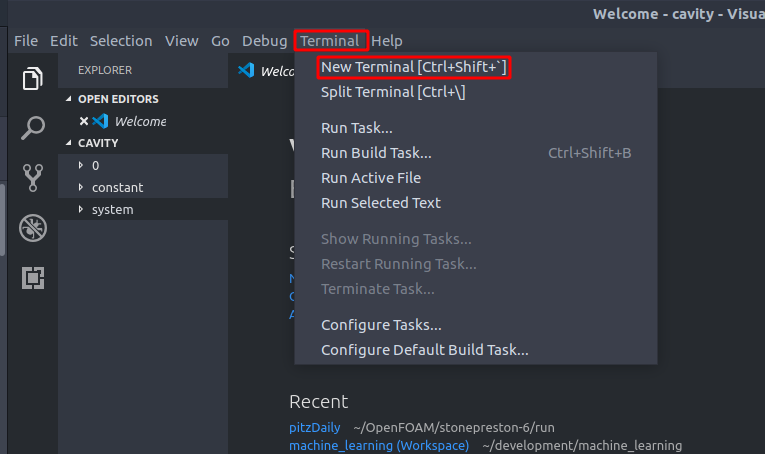 Welcome - cavity - Visua
File Edit Selection View Go Debug Terminal Help
EXPLORER
OPEN EDITORS
Welcome
CAVITY
0
constant
system
Welco
New Terminal [Ctrl+Shift+`]
Split Terminal [Ctrl+\]
Run Task...
Run Build Task... Ctrl+Shift+B
Run Active File
Run Selected Text
Show Running Tasks...
Restart Running Task...
Terminate Task...
Configure Tasks...
Configure Default Build Task...
Recent
pitzDaily ~/OpenFOAM/stonepreston-6/run
machine_learning (Workspace) ~/development/machine_learning